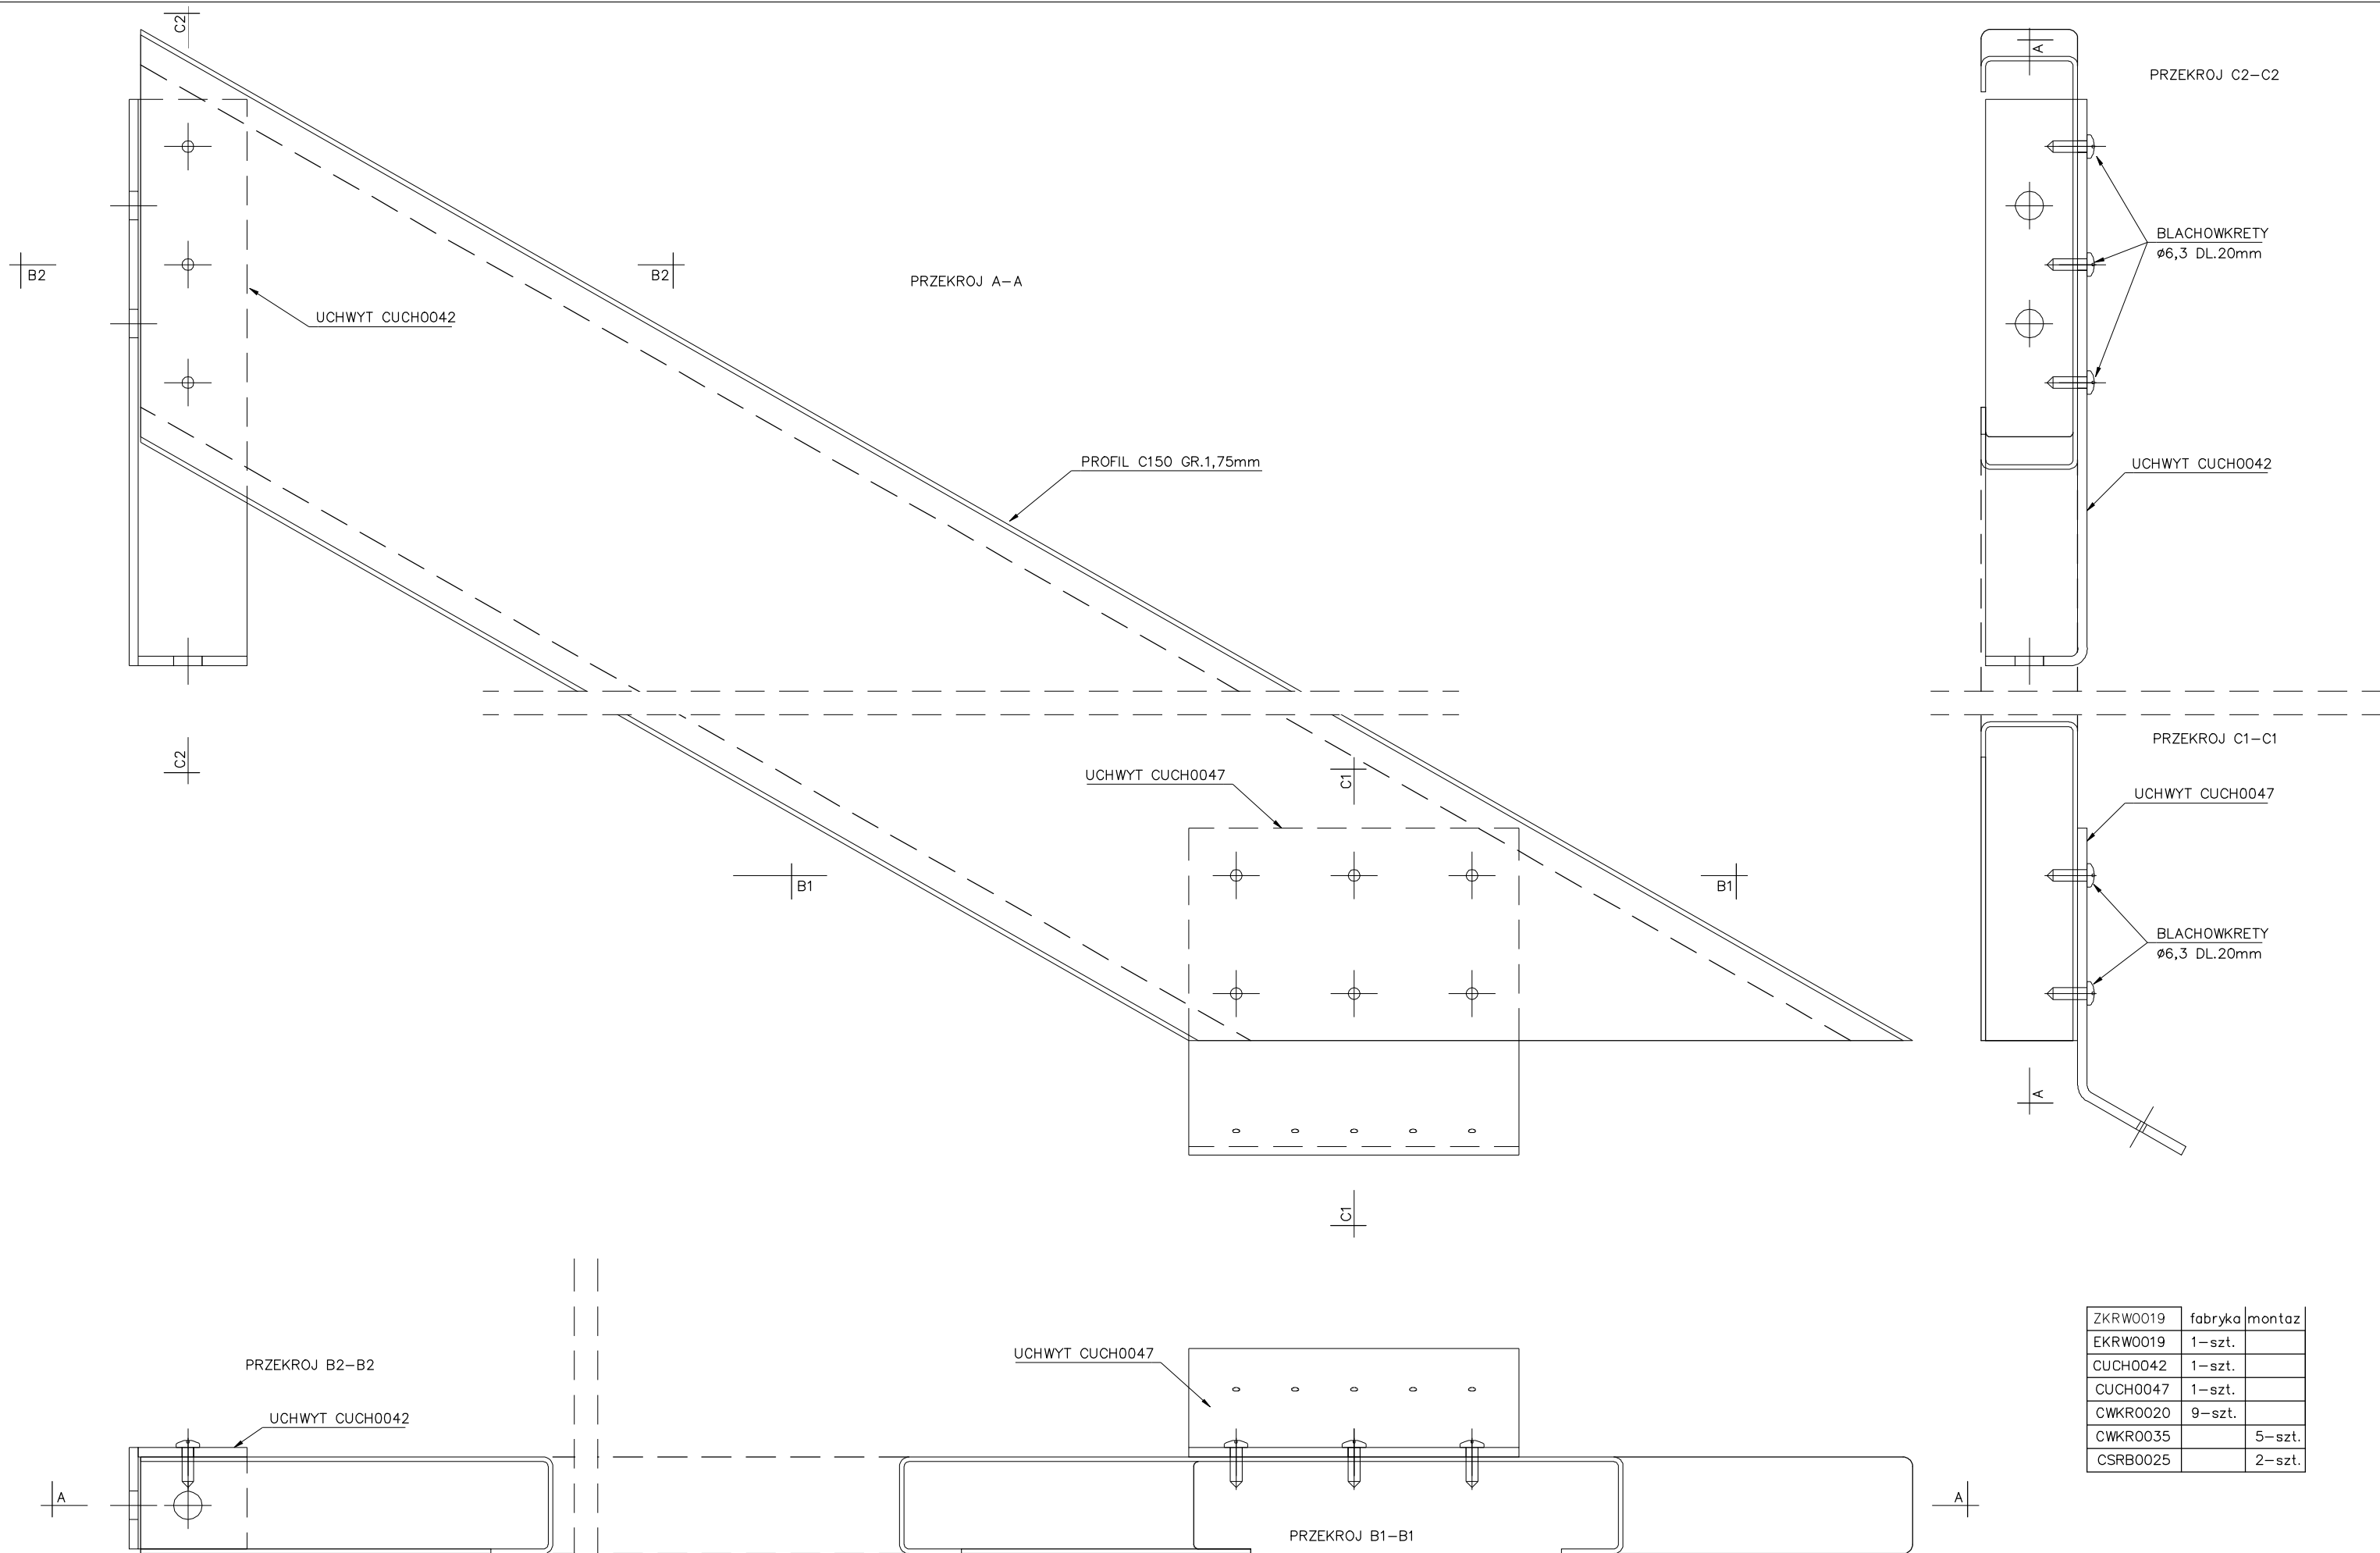 C2
A
PRZEKROJ C2-C2
BLACHOWKRETY
ø6,3 DL.20mm
B2
B2
PRZEKROJ A-A
UCHWYT CUCH0042
PROFIL C150 GR.1,75mm
UCHWYT CUCH0042
C2
PRZEKROJ C1-C1
UCHWYT CUCH0047
C1
UCHWYT CUCH0047
B1
B1
BLACHOWKRETY
ø6,3 DL.20mm
A
C1
ZKRW0019 fabryka montaz
EKRW0019 1-szt.
CUCH0042 1-szt.
CUCH0047 1-szt.
CWKR0020 9-szt.
CWKR0035 5-szt.
CSRB0025 2-szt.
PRZEKROJ B2-B2
UCHWYT CUCH0047
UCHWYT CUCH0042
A
A
PRZEKROJ B1-B1